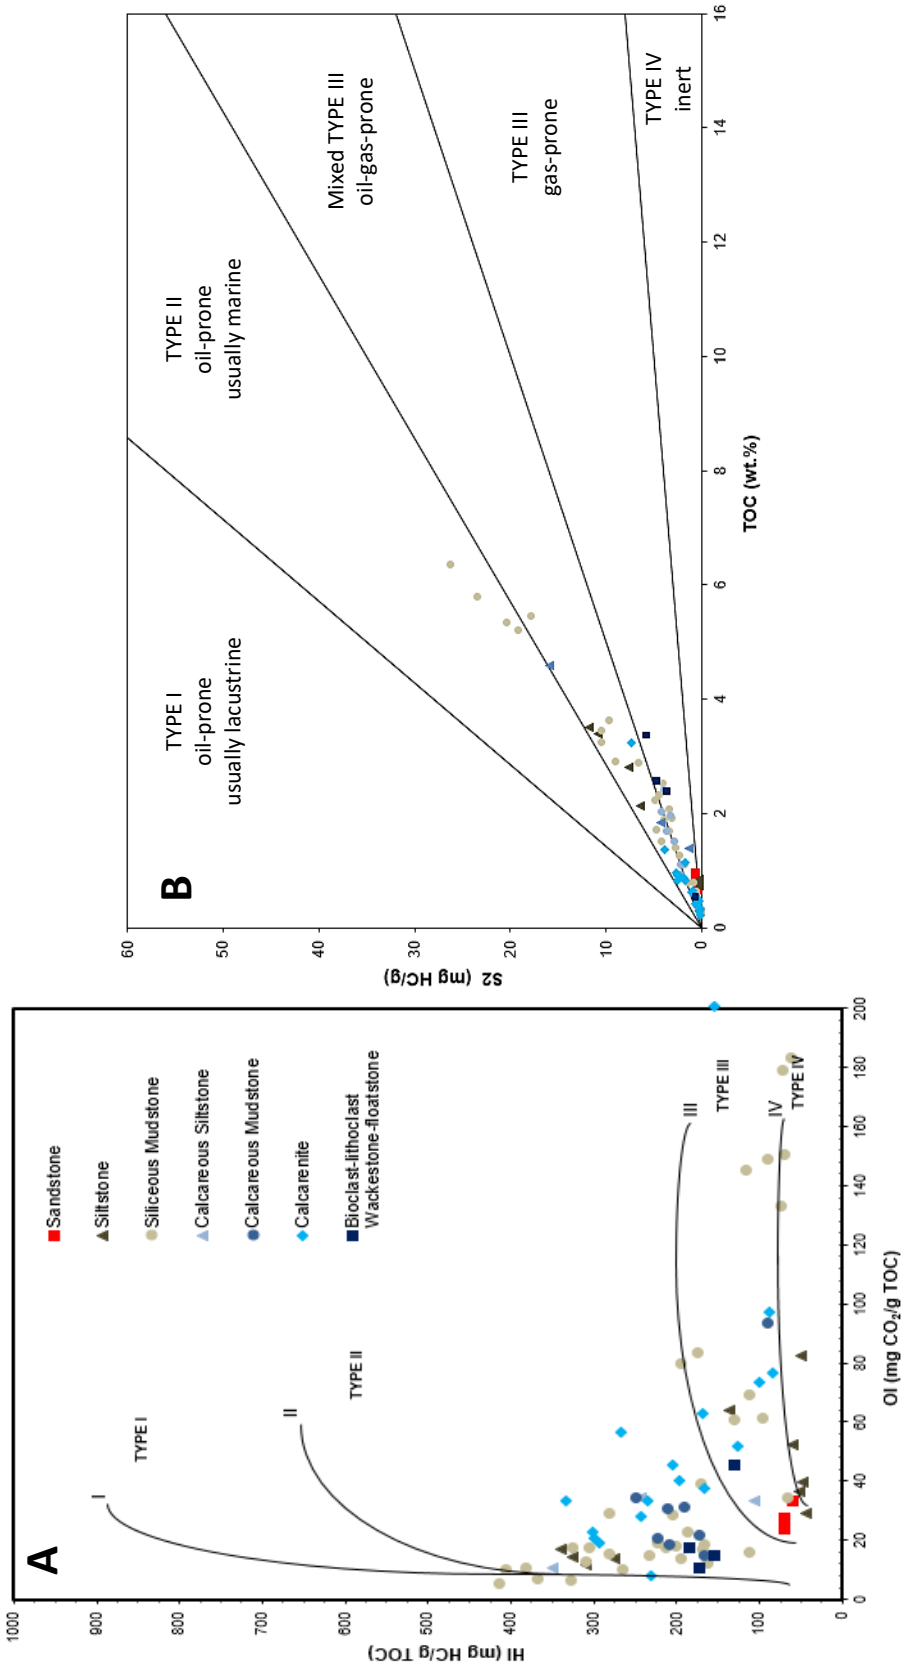 A
HI (mg HC/g TOC)
1000
900
800
700
600
500
400
300
200
100
0
I
TYPE I
II
TYPE II
III
TYPE III
IV
TYPE IV
Sandstone
Siltstone
Siliceous Mudstone
Calcareous Siltstone
Calcareous Mudstone
Calcarenite
Bioclast-lithoclast
Wackestone-floatstone
0
20
40
60
80
100
120
140
160
180
200
OI (mg CO₂/g TOC)
B
S2 (mg HC/g)
60
50
40
30
20
10
0
TYPE I
oil-prone
usually lacustrine
TYPE II
oil-prone
usually marine
Mixed TYPE III
oil-gas-prone
TYPE III
gas-prone
TYPE IV
inert
0
2
4
6
8
10
12
14
16
TOC (wt.%)